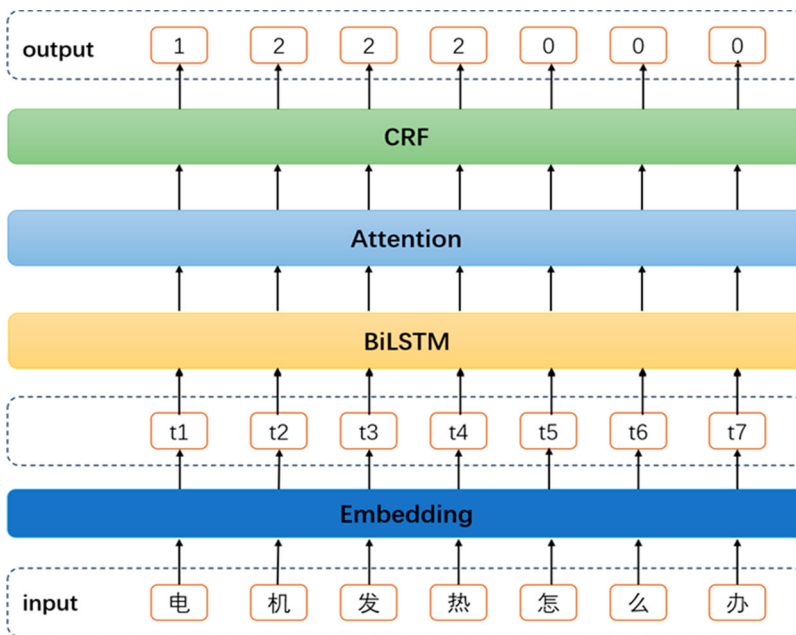 output 1 2 2 2 0 0 0
CRF
Attention
BiLSTM
t1 t2 t3 t4 t5 t6 t7
Embedding
input 电 机 发 热 怎 么 办